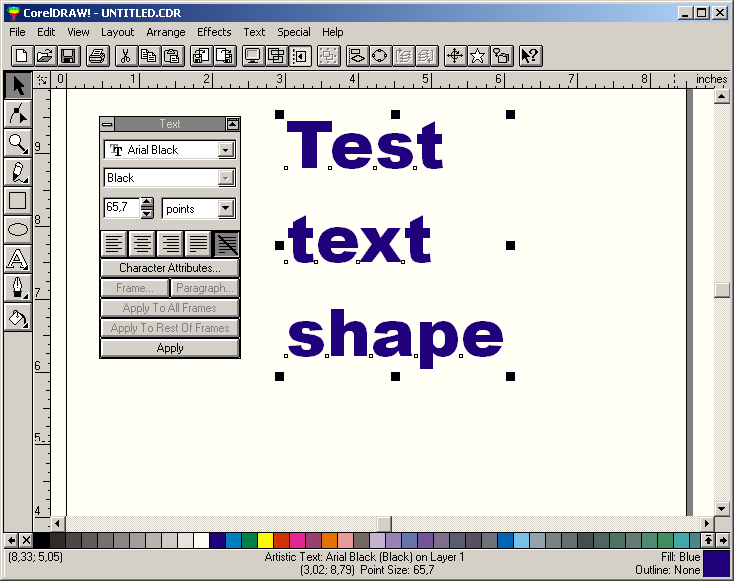 CorelDRAW! - UNTITLED.CDR
File Edit View Layout Arrange Effects Text Special Help
0 1 2 3 4 5 6 7 8 inches
9
8
7
6
5
4
Text
Arial Black
Black
65,7 points
Character Attributes...
Frame... Paragraph...
Apply To All Frames
Apply To Rest Of Frames
Apply
Test
text
shape
(8,33; 5,05) Artistic Text: Arial Black (Black) on Layer 1 Fill: Blue
(3,02; 8,79) Point Size: 65,7 Outline: None